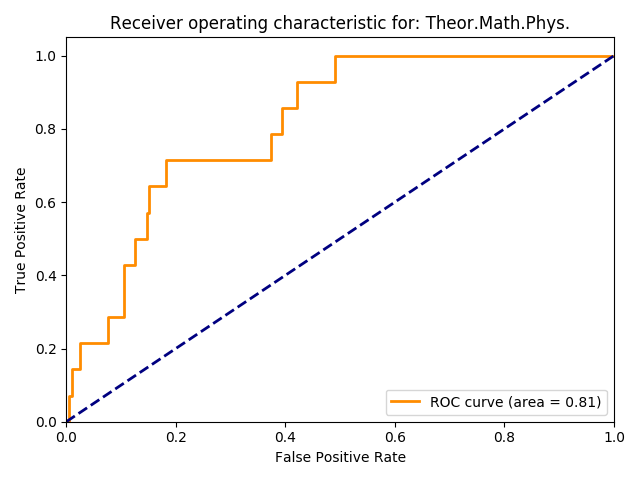 Receiver operating characteristic for: Theor.Math.Phys.
True Positive Rate
1.0
0.8
0.6
0.4
0.2
0.0
ROC curve (area = 0.81)
0.0 0.2 0.4 0.6 0.8 1.0
False Positive Rate